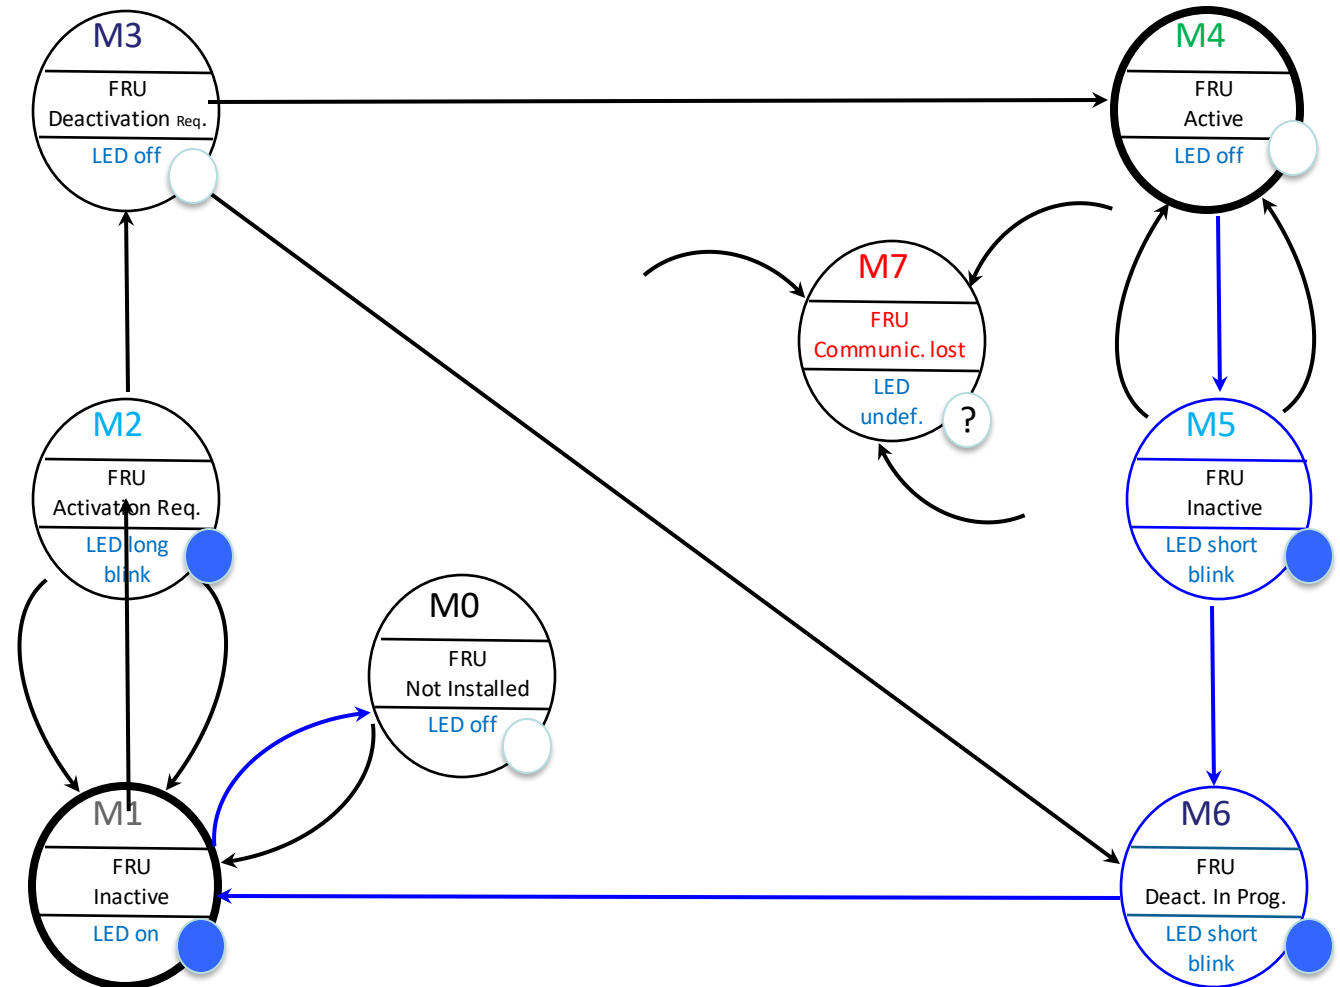 M3
FRU
Deactivation Req.
LED off
M4
FRU
Active
LED off
M7
FRU
Communic. lost
LED
undef.
?
M2
FRU
Activation Req.
LED long
blink
M5
FRU
Inactive
LED short
blink
M0
FRU
Not Installed
LED off
M1
FRU
Inactive
LED on
M6
FRU
Deact. In Prog.
LED short
blink